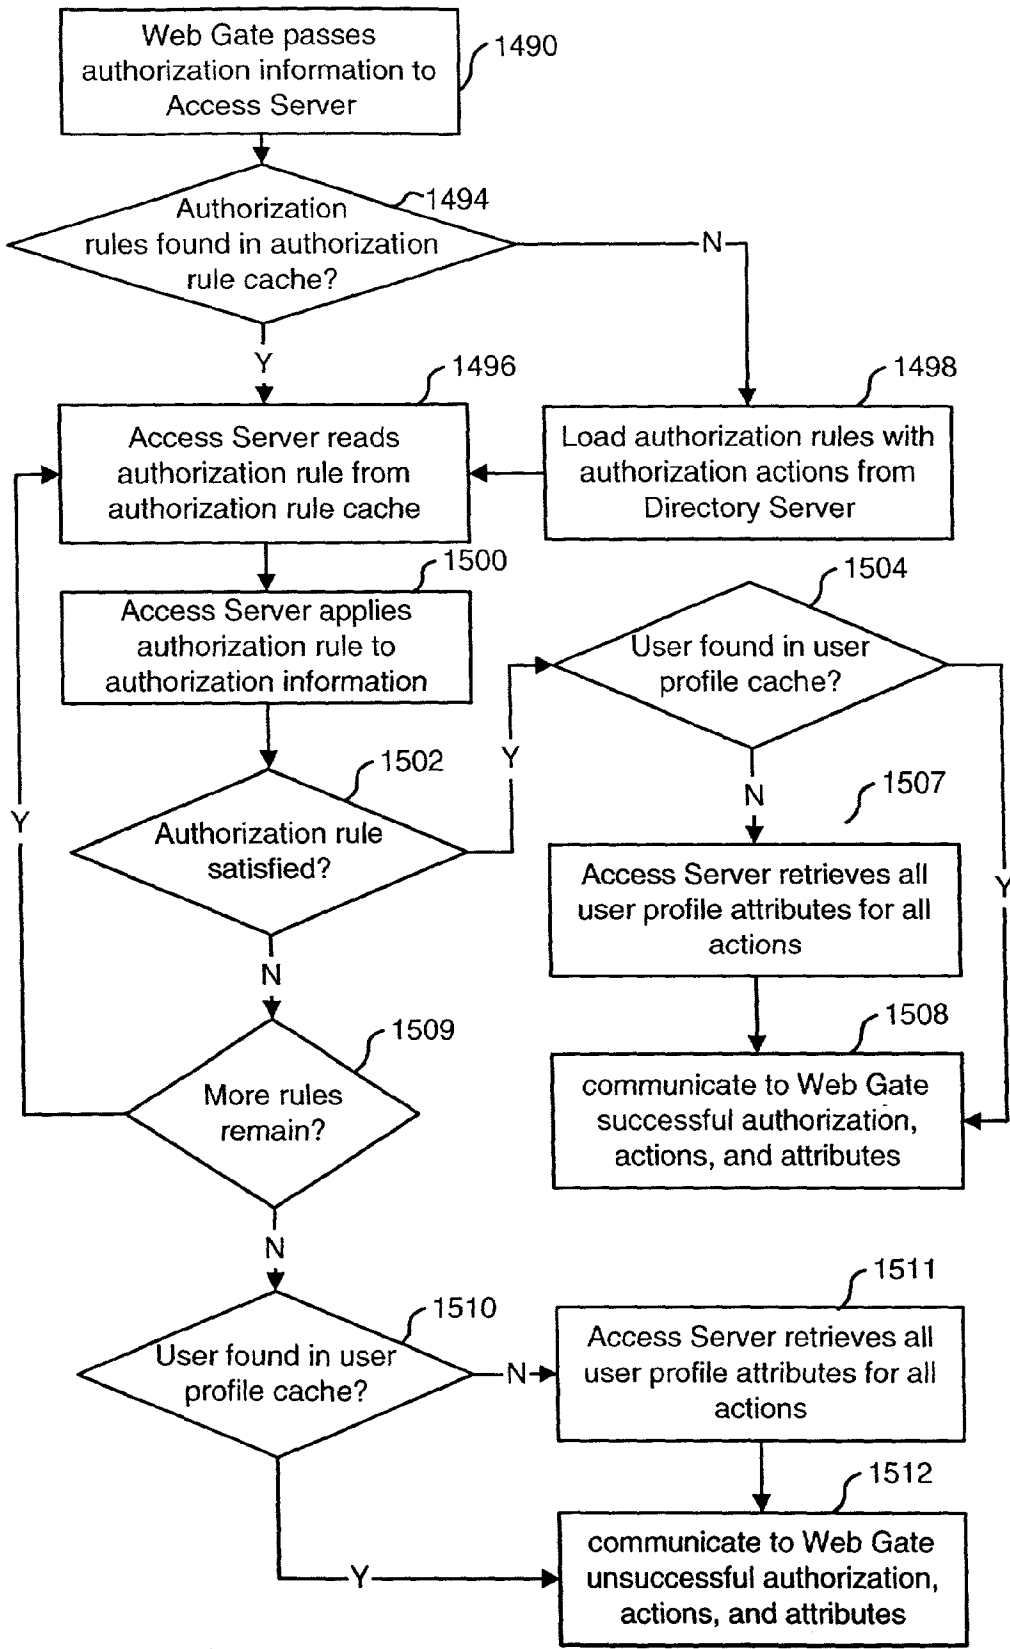 Web Gate passes
authorization information to
Access Server
1490
1494
Authorization
rules found in authorization
rule cache?
N
Y
1496
Access Server reads
authorization rule from
authorization rule cache
1498
Load authorization rules with
authorization actions from
Directory Server
1500
Access Server applies
authorization rule to
authorization information
1504
User found in user
profile cache?
Y
1502
Authorization rule
satisfied?
Y
N
1507
Access Server retrieves all
user profile attributes for all
actions
Y
N
1509
More rules
remain?
Y
1508
communicate to Web Gate
successful authorization,
actions, and attributes
N
1510
User found in user
profile cache?
N
1511
Access Server retrieves all
user profile attributes for all
actions
1512
Y
communicate to Web Gate
unsuccessful authorization,
actions, and attributes